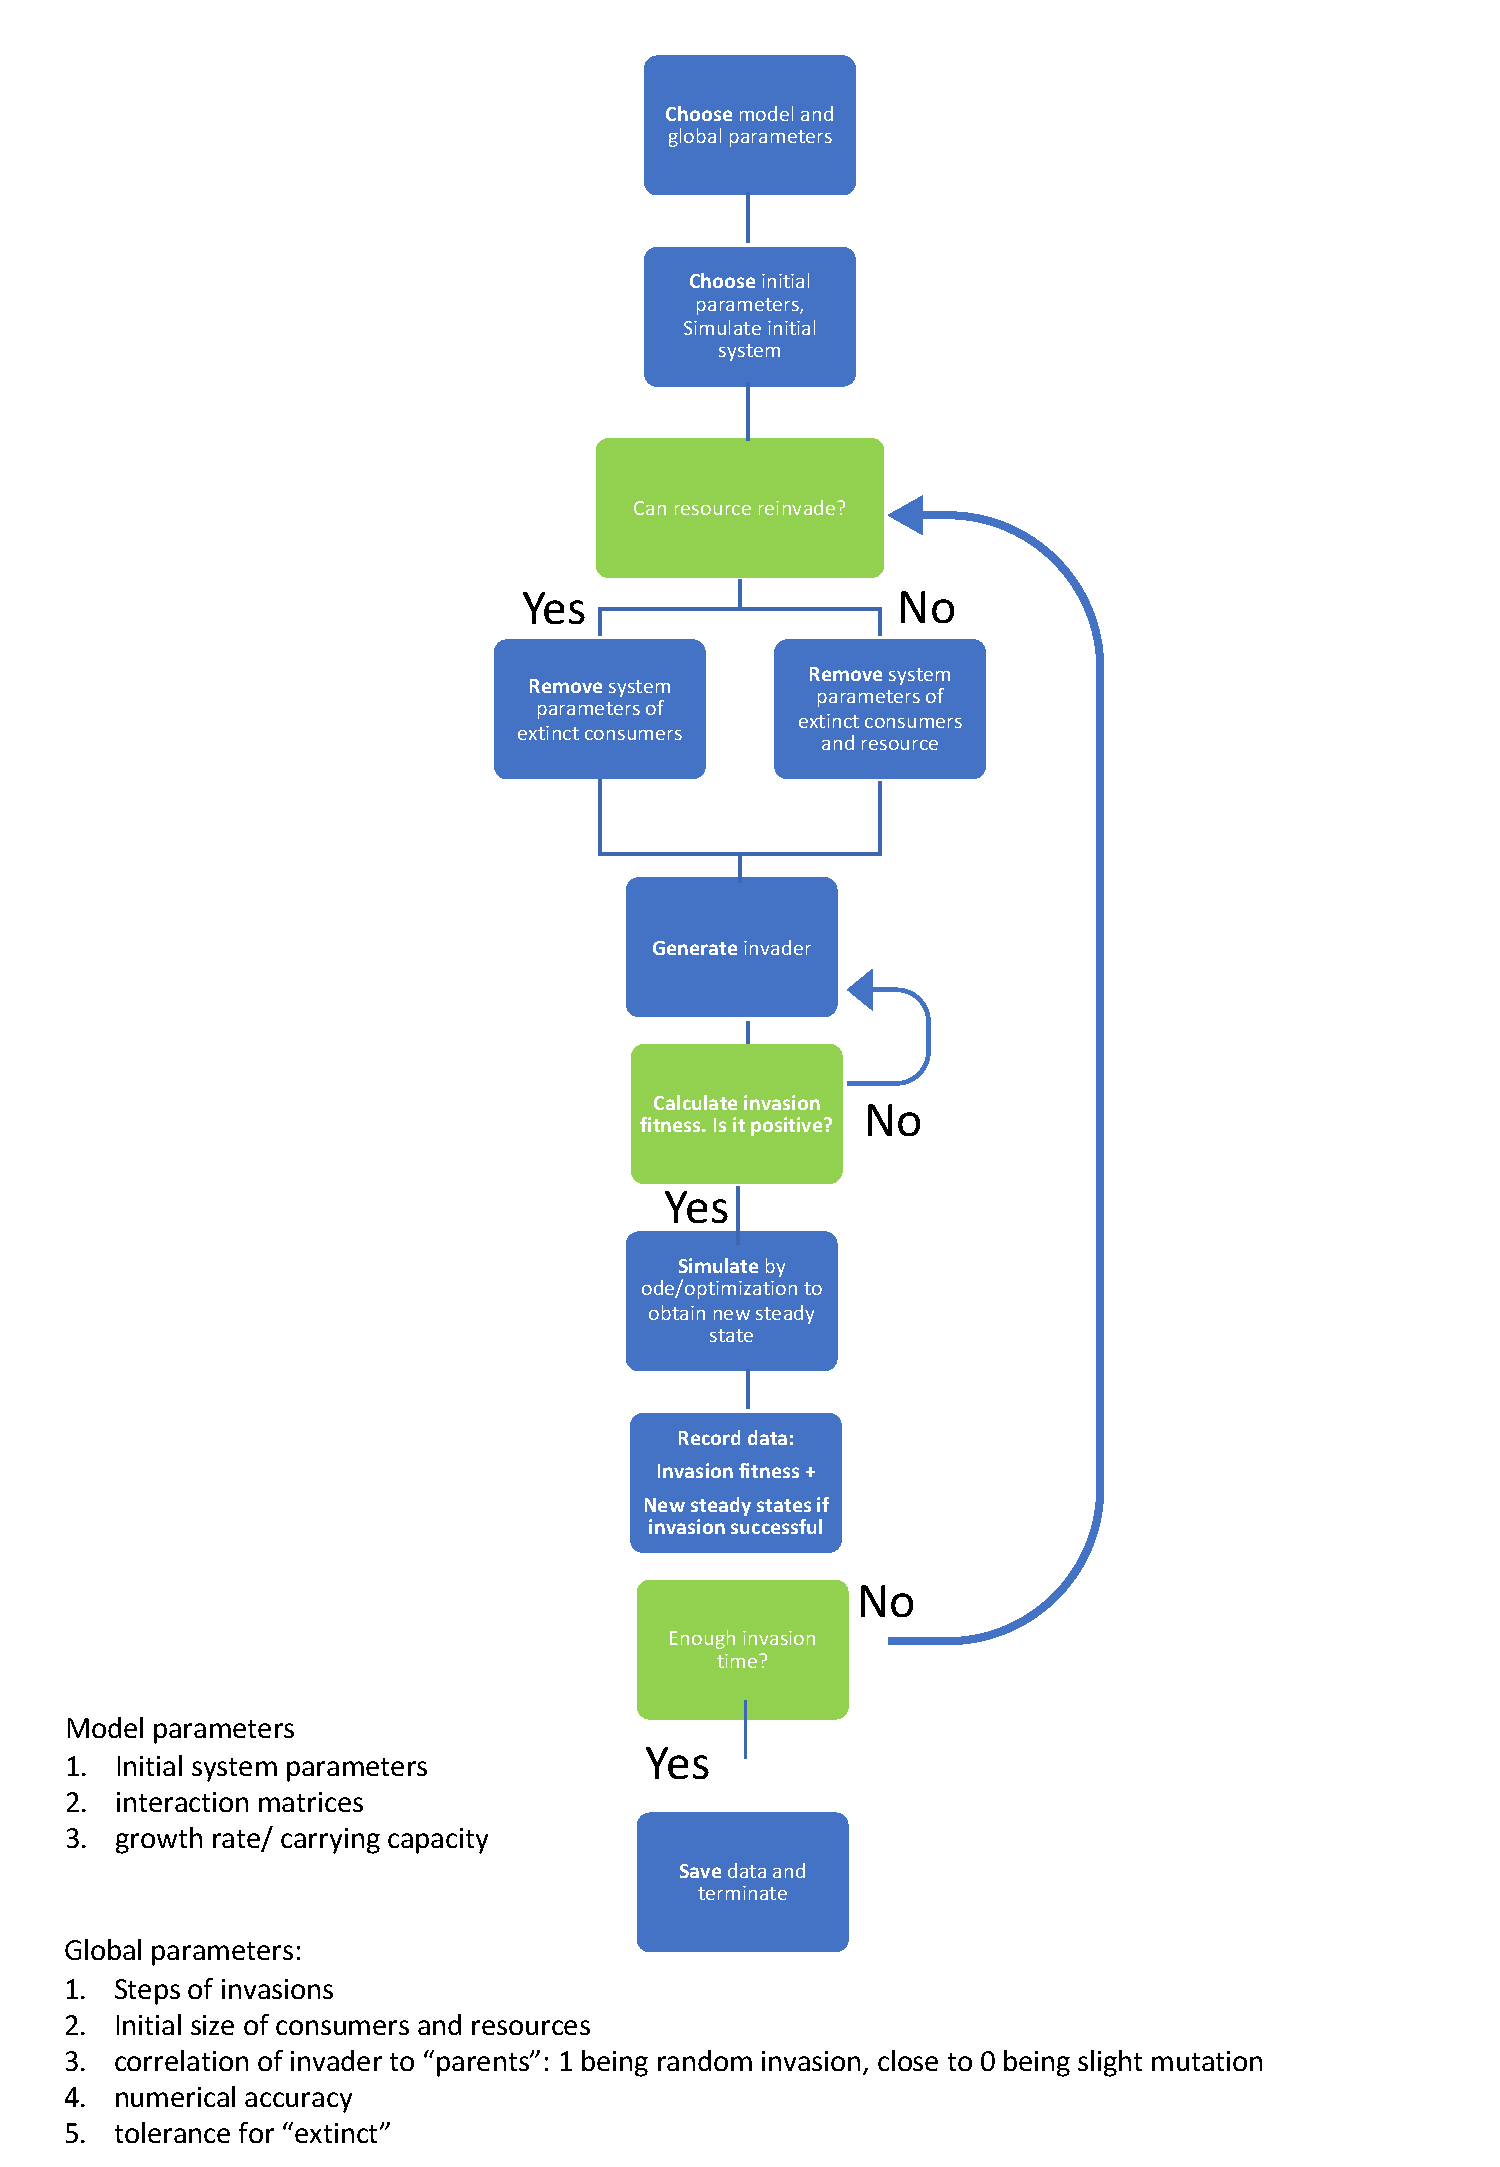 Choose model and
global parameters
Choose initial
parameters,
Simulate initial
system
Can resource reinvade?
Yes
No
Remove system
parameters of
extinct consumers
Remove system
parameters of
extinct consumers
and resource
Generate invader
Calculate invasion
fitness. Is it positive?
No
Yes
Simulate by
ode/optimization to
obtain new steady
state
Record data:
Invasion fitness +
New steady states if
invasion successful
No
Enough invasion
time?
Yes
Save data and
terminate
Model parameters
1. Initial system parameters
2. interaction matrices
3. growth rate/ carrying capacity
Global parameters:
1. Steps of invasions
2. Initial size of consumers and resources
3. correlation of invader to “parents”: 1 being random invasion, close to 0 being slight mutation
4. numerical accuracy
5. tolerance for “extinct”